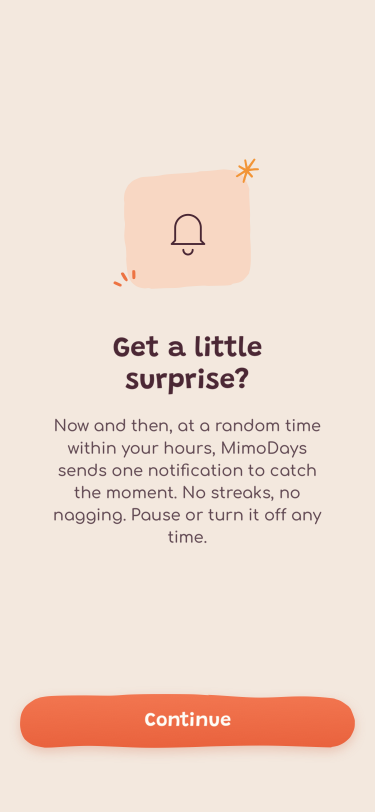 Get a little
surprise?
Now and then, at a random time
within your hours, MimoDays
sends one notification to catch
the moment. No streaks, no
nagging. Pause or turn it off any
time.
Continue